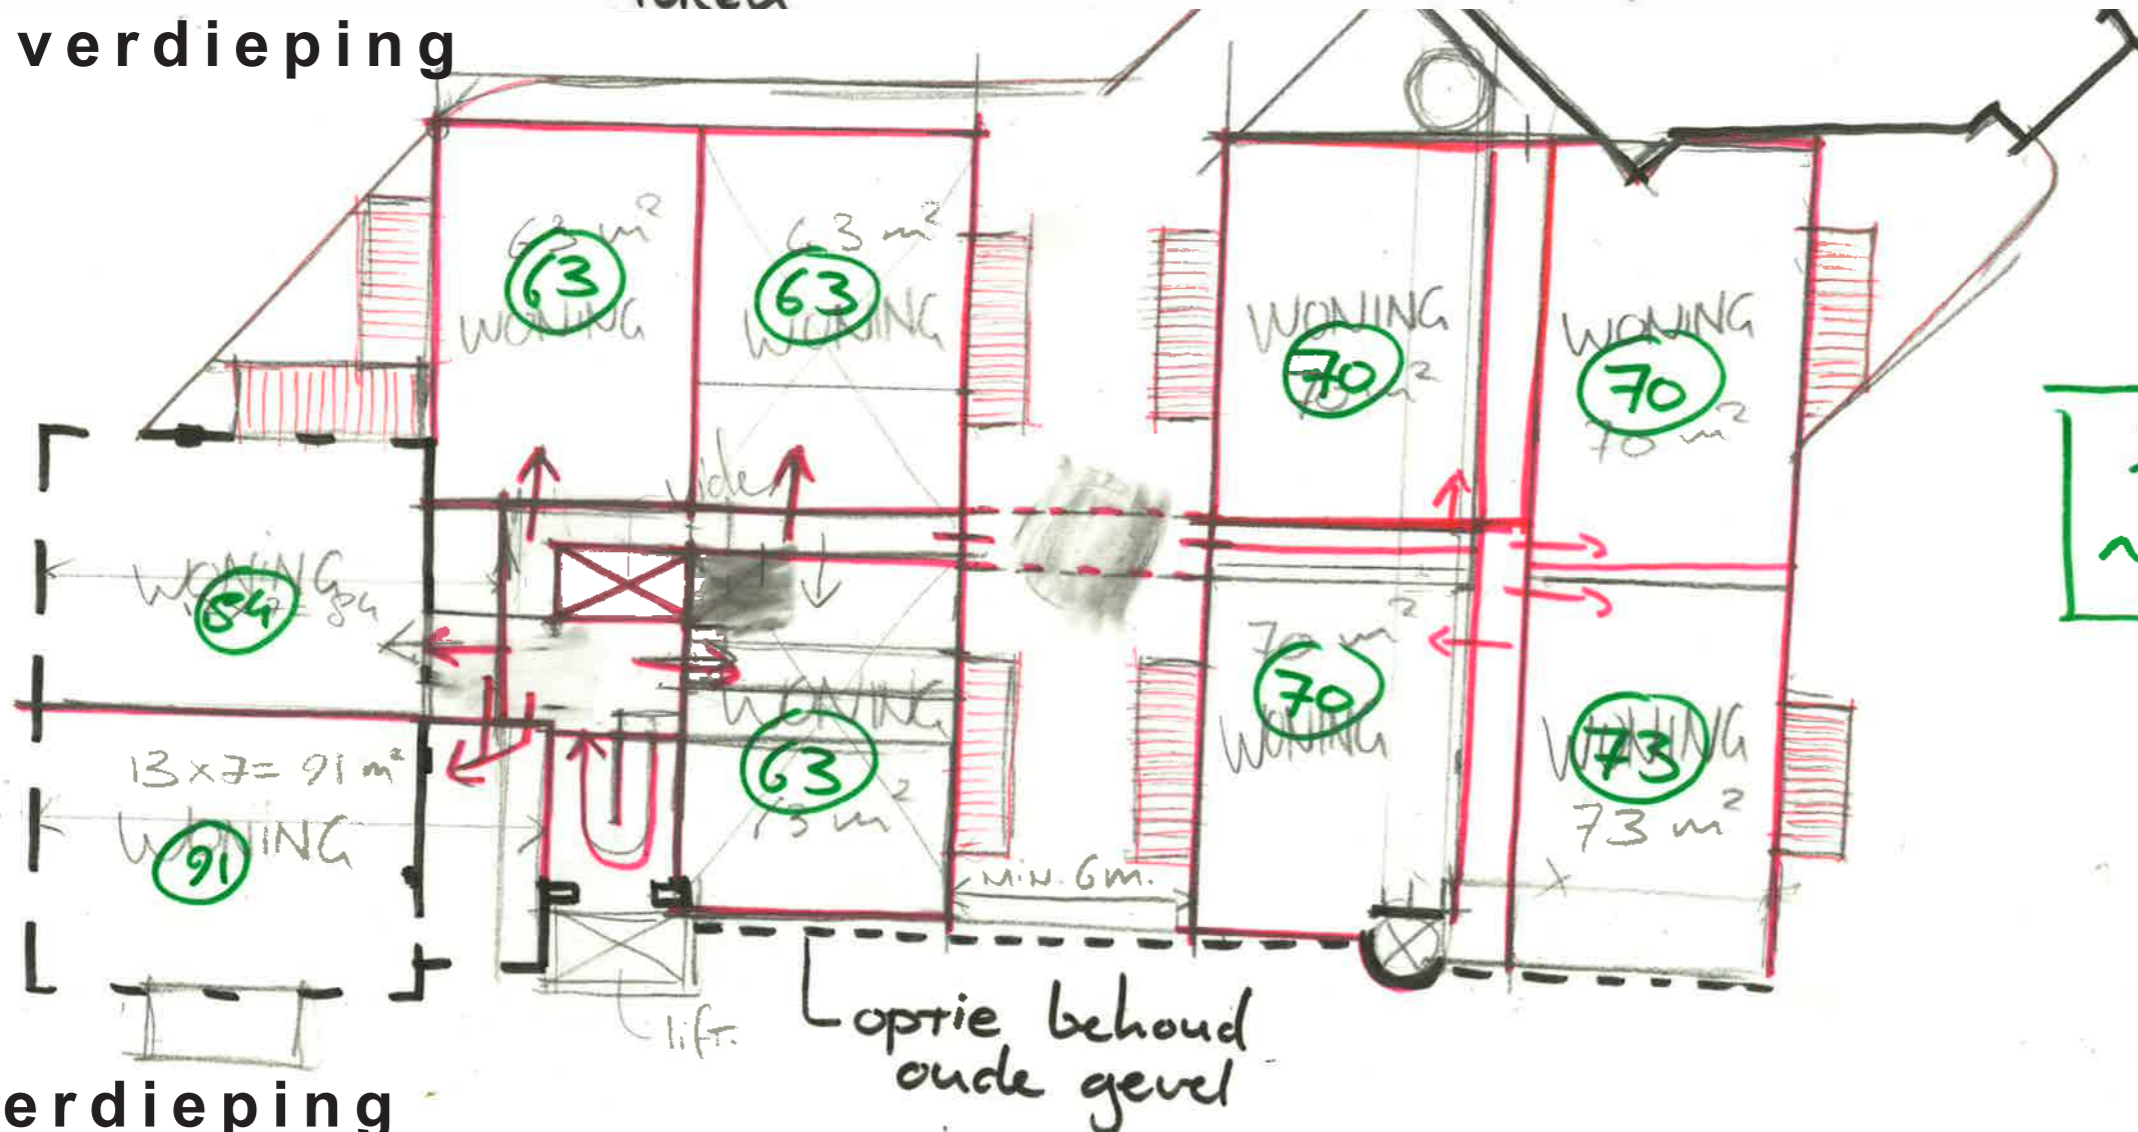 verdieping
63 m²
63
WONING
63 m²
63
WONING
WONING
70
70 m²
WONING
70
70 m²
vide
WONING
84
84
70 m²
70
WONING
WONING
63
63 m²
WONING
73
73 m²
13 x 7 = 91 m²
WONING
91
MIN. 6 m.
lift.
optie behoud
oude gevel
erdieping